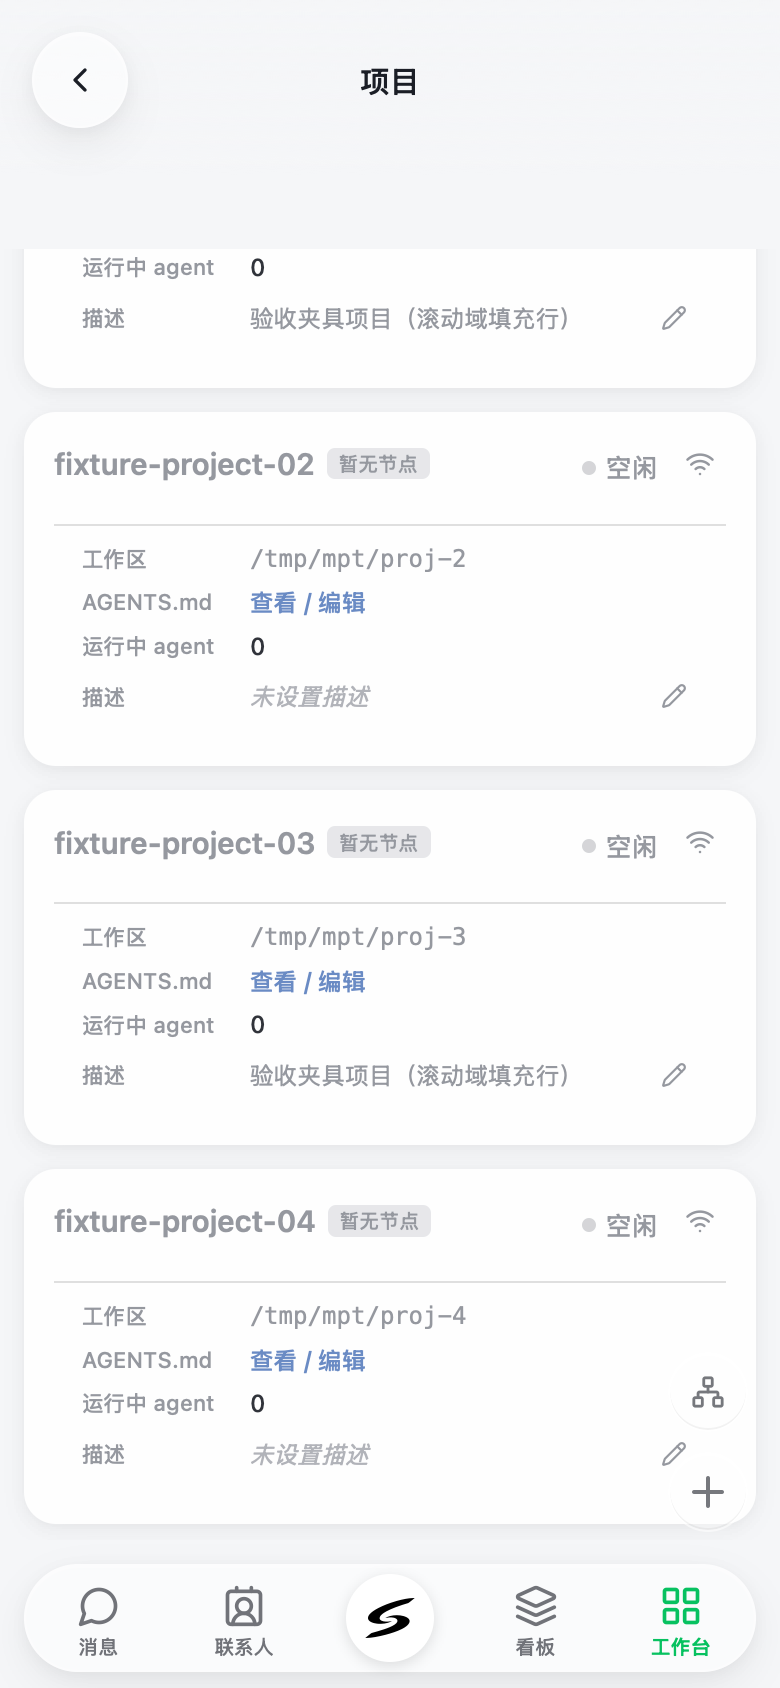 项目
运行中 agent 0
描述 验收夹具项目（滚动域填充行）
fixture-project-02 暂无节点 空闲
工作区 /tmp/mpt/proj-2
AGENTS.md 查看 / 编辑
运行中 agent 0
描述 未设置描述
fixture-project-03 暂无节点 空闲
工作区 /tmp/mpt/proj-3
AGENTS.md 查看 / 编辑
运行中 agent 0
描述 验收夹具项目（滚动域填充行）
fixture-project-04 暂无节点 空闲
工作区 /tmp/mpt/proj-4
AGENTS.md 查看 / 编辑
运行中 agent 0
描述 未设置描述
消息 联系人 看板 工作台